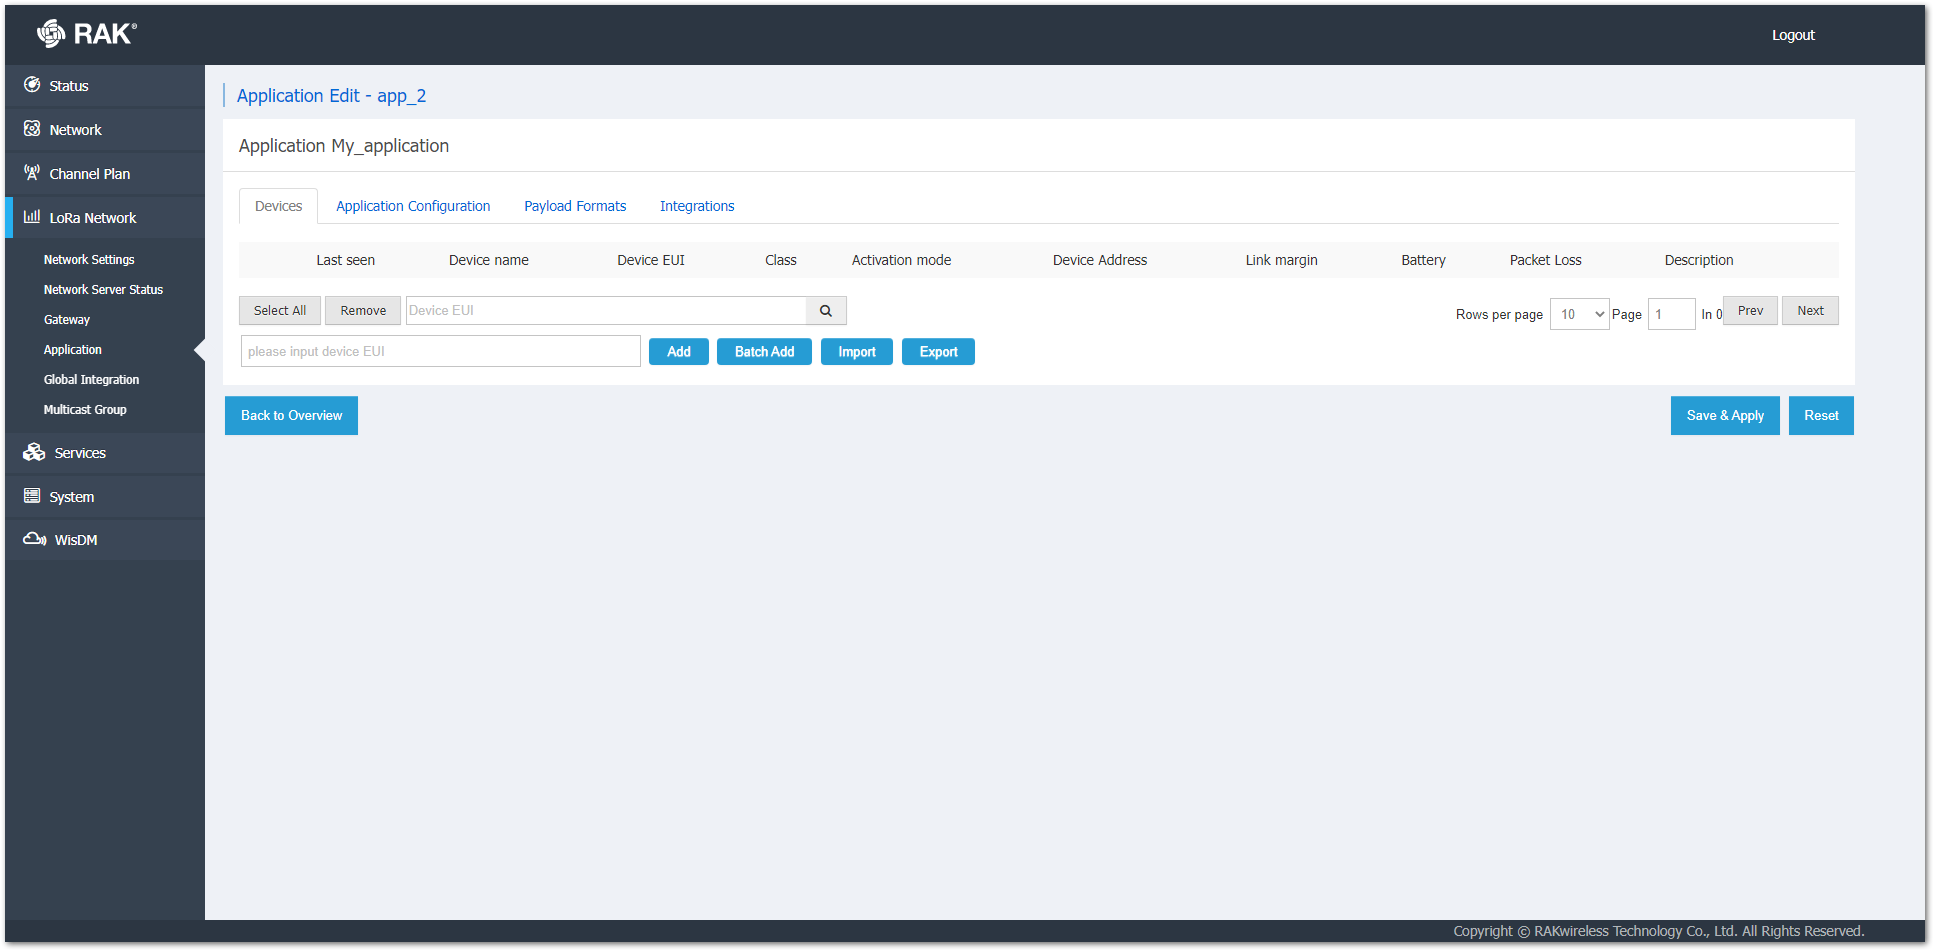 RAK®
Logout
Status
Network
Channel Plan
LoRa Network
Network Settings
Network Server Status
Gateway
Application
Global Integration
Multicast Group
Services
System
WisDM
Application Edit - app_2
Application My_application
Devices Application Configuration Payload Formats Integrations
Last seen Device name Device EUI Class Activation mode Device Address Link margin Battery Packet Loss Description
Select All Remove Device EUI Rows per page 10 Page 1 In 0 Prev Next
please input device EUI Add Batch Add Import Export
Back to Overview Save & Apply Reset
Copyright © RAKwireless Technology Co., Ltd. All Rights Reserved.